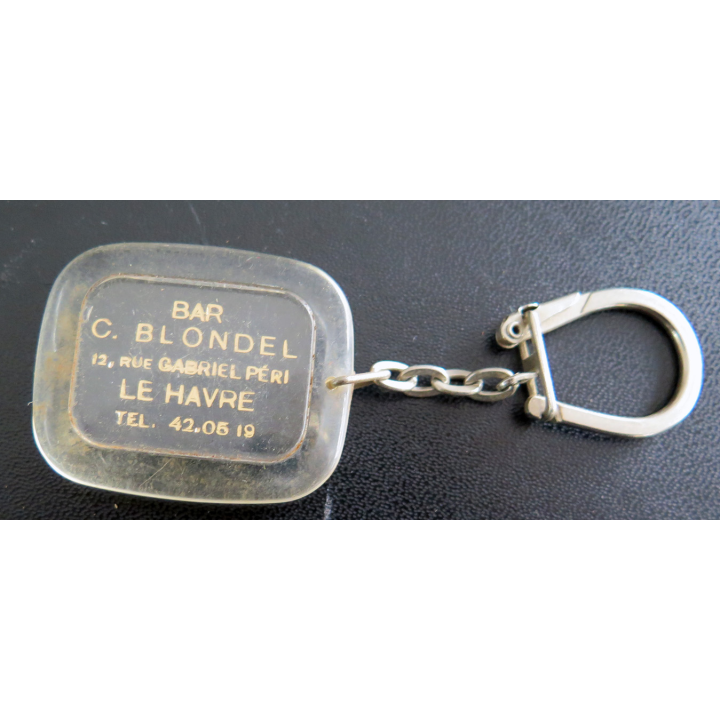 BAR
C. BLONDEL
12, RUE GABRIEL PÉRI
LE HAVRE
TEL. 42.05 19